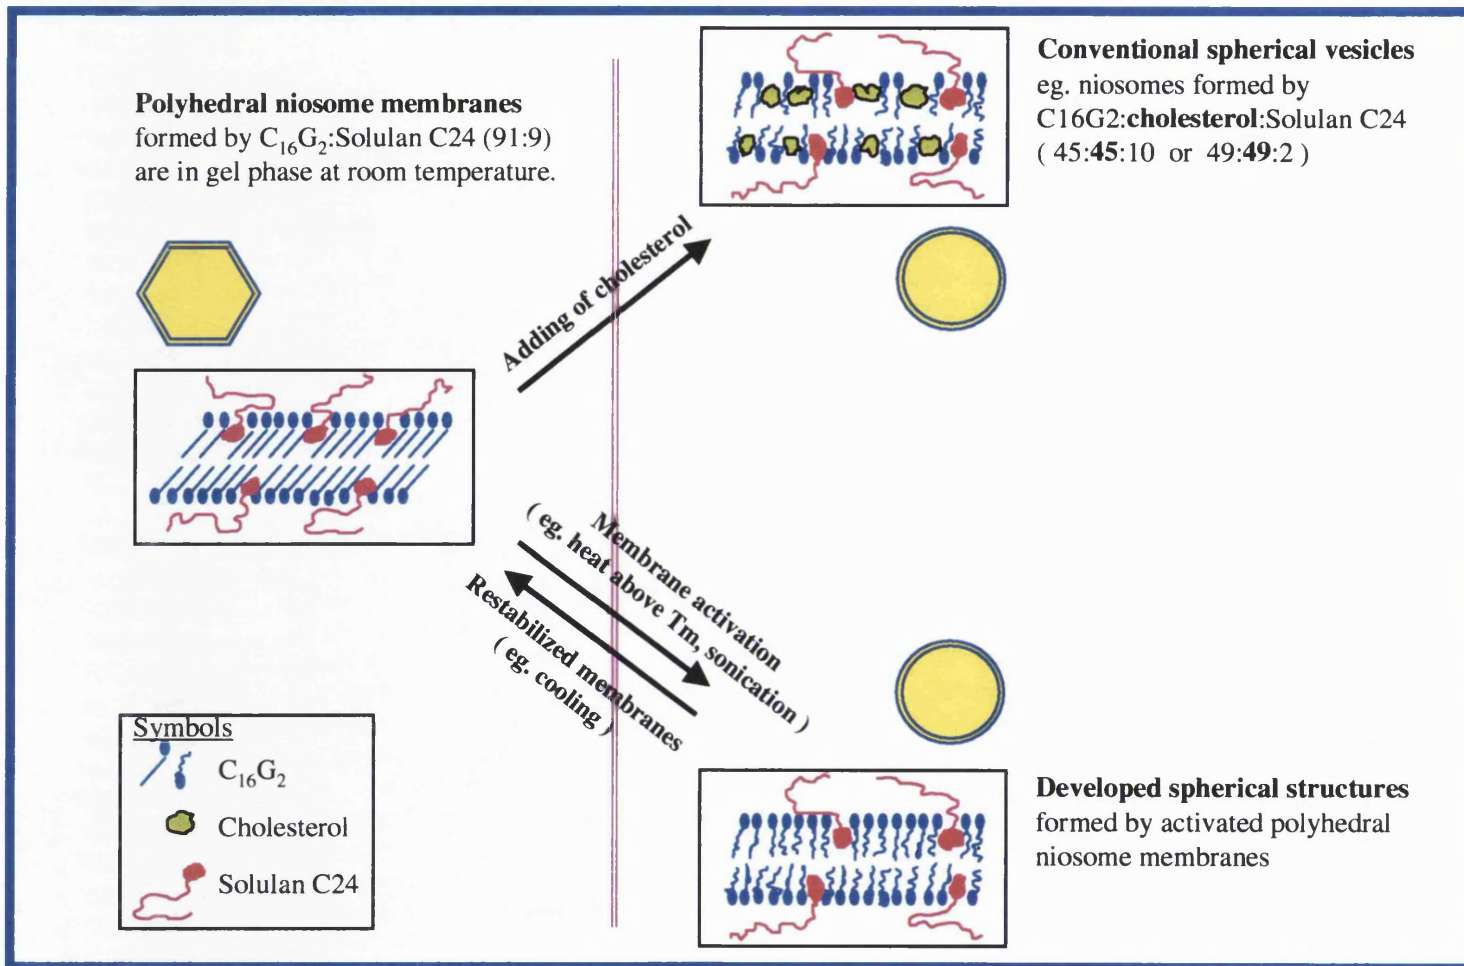 Polyhedral niosome membranes
formed by C₁₆G₂:Solulan C24 (91:9)
are in gel phase at room temperature.
Conventional spherical vesicles
eg. niosomes formed by
C16G2:cholesterol:Solulan C24
( 45:45:10 or 49:49:2 )
Adding of cholesterol
Membrane activation
( eg. heat above Tm, sonication )
Restabilized membranes
( eg. cooling )
Symbols
C₁₆G₂
Cholesterol
Solulan C24
Developed spherical structures
formed by activated polyhedral
niosome membranes